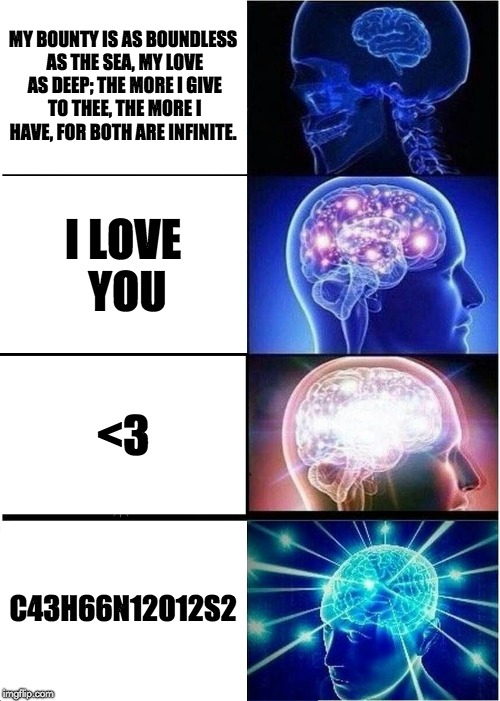 MY BOUNTY IS AS BOUNDLESS
AS THE SEA, MY LOVE
AS DEEP; THE MORE I GIVE
TO THEE, THE MORE I
HAVE, FOR BOTH ARE INFINITE.
I LOVE
YOU
<3
C43H66N12O12S2
imgflip.com